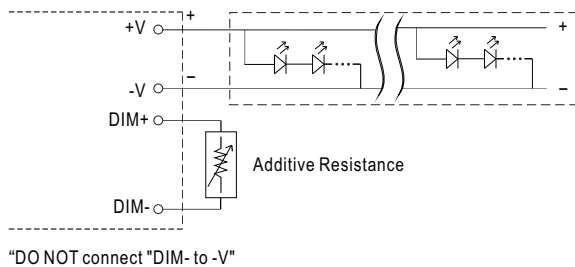 +V
+
+
-V
−
−
DIM+
Additive Resistance
DIM-
“DO NOT connect "DIM- to -V"